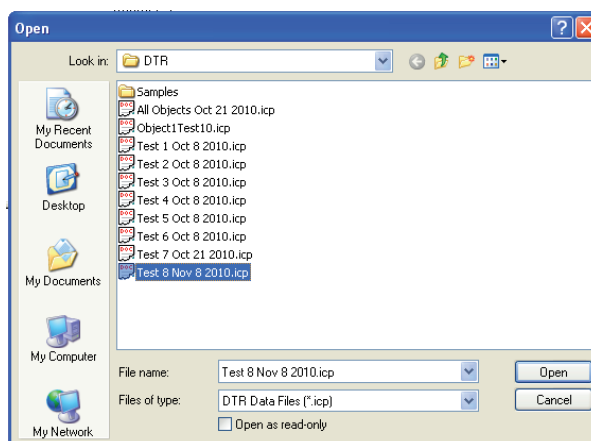 Open
Look in:
DTR
My Recent
Documents
Desktop
My Documents
My Computer
My Network
Samples
All Objects Oct 21 2010.icp
Object1Test10.icp
Test 1 Oct 8 2010.icp
Test 2 Oct 8 2010.icp
Test 3 Oct 8 2010.icp
Test 4 Oct 8 2010.icp
Test 5 Oct 8 2010.icp
Test 6 Oct 8 2010.icp
Test 7 Oct 21 2010.icp
Test 8 Nov 8 2010.icp
File name:
Test 8 Nov 8 2010.icp
Open
Files of type:
DTR Data Files (*.icp)
Cancel
Open as read-only